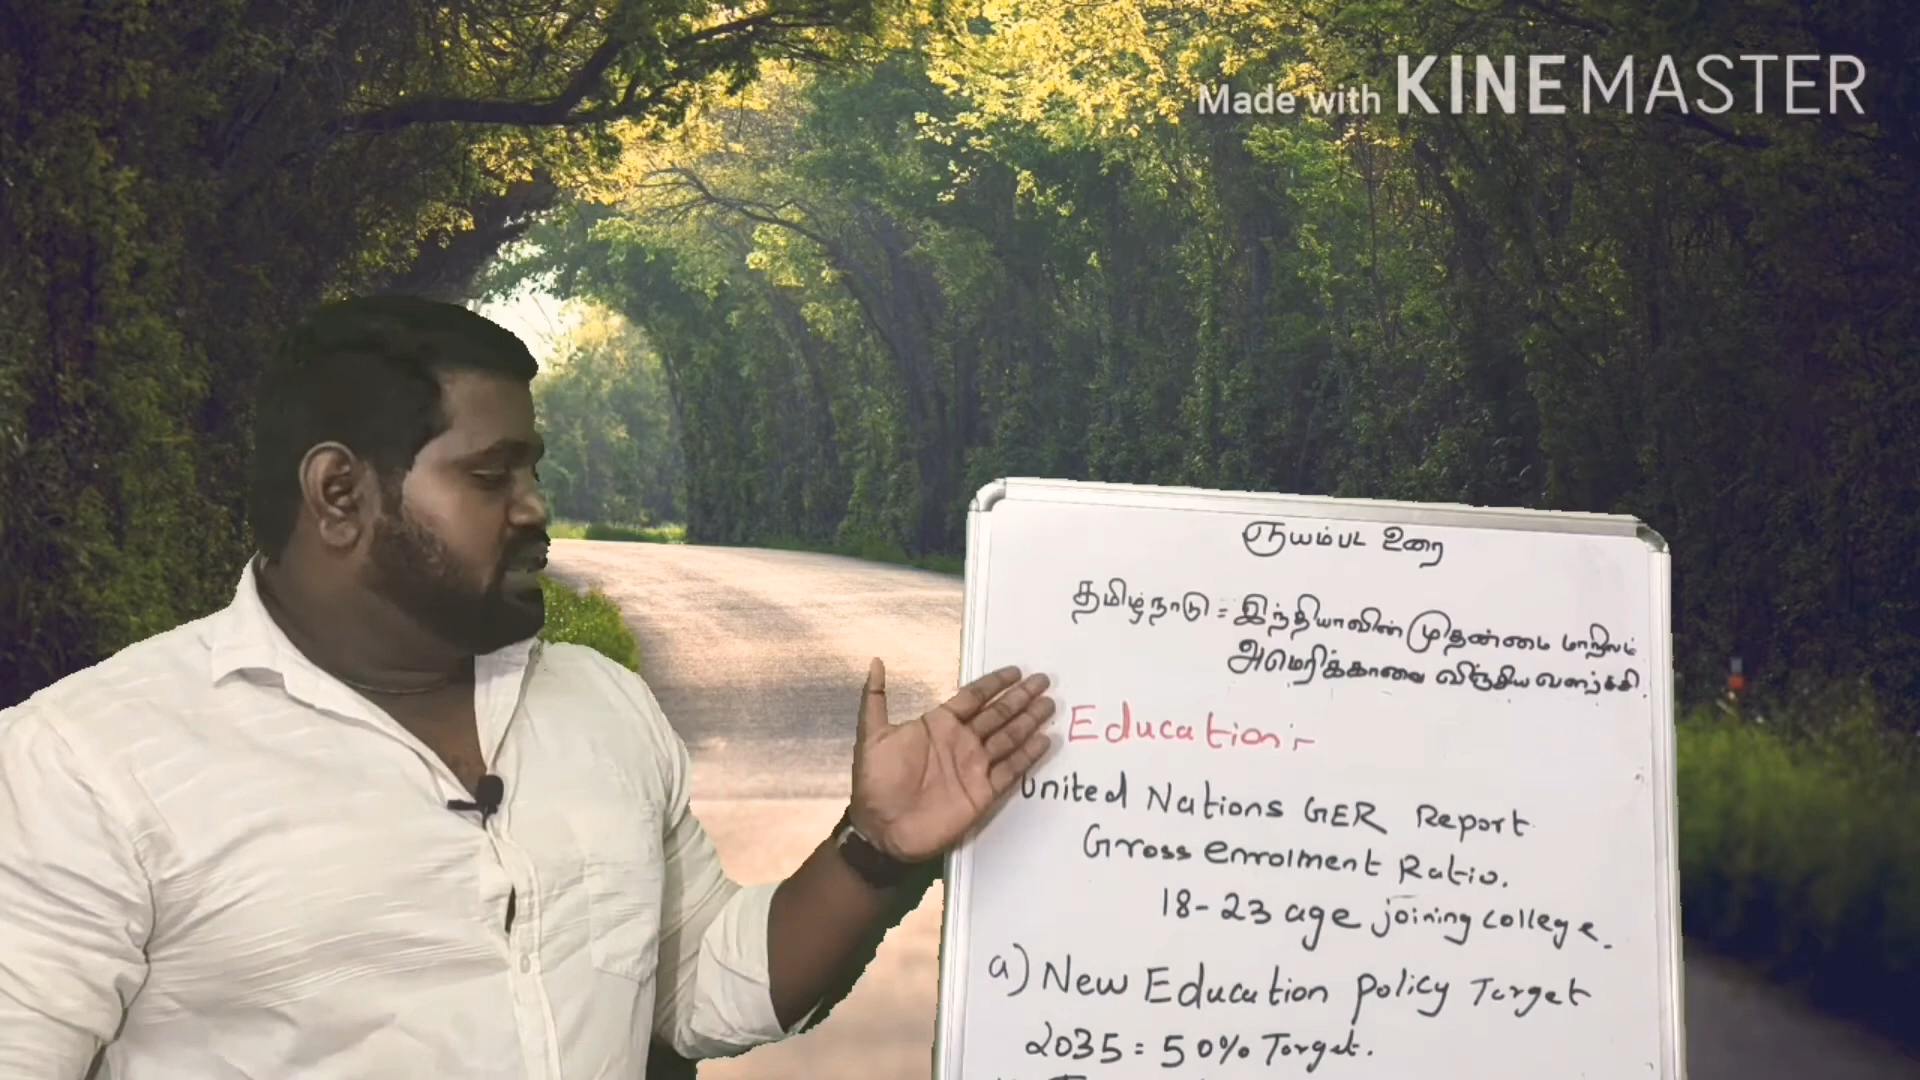 Made with KINEMASTER
சுயம்பட உரை
தமிழ்நாடு = இந்தியாவின் முதன்மை மாநிலம்
அமெரிக்காவை விஞ்சிய வளர்ச்சி.
Education:-
United Nations GER Report
Gross enrolment Ratio.
18-23 age joining college.
a) New Education Policy Target
2035 = 50% Target.